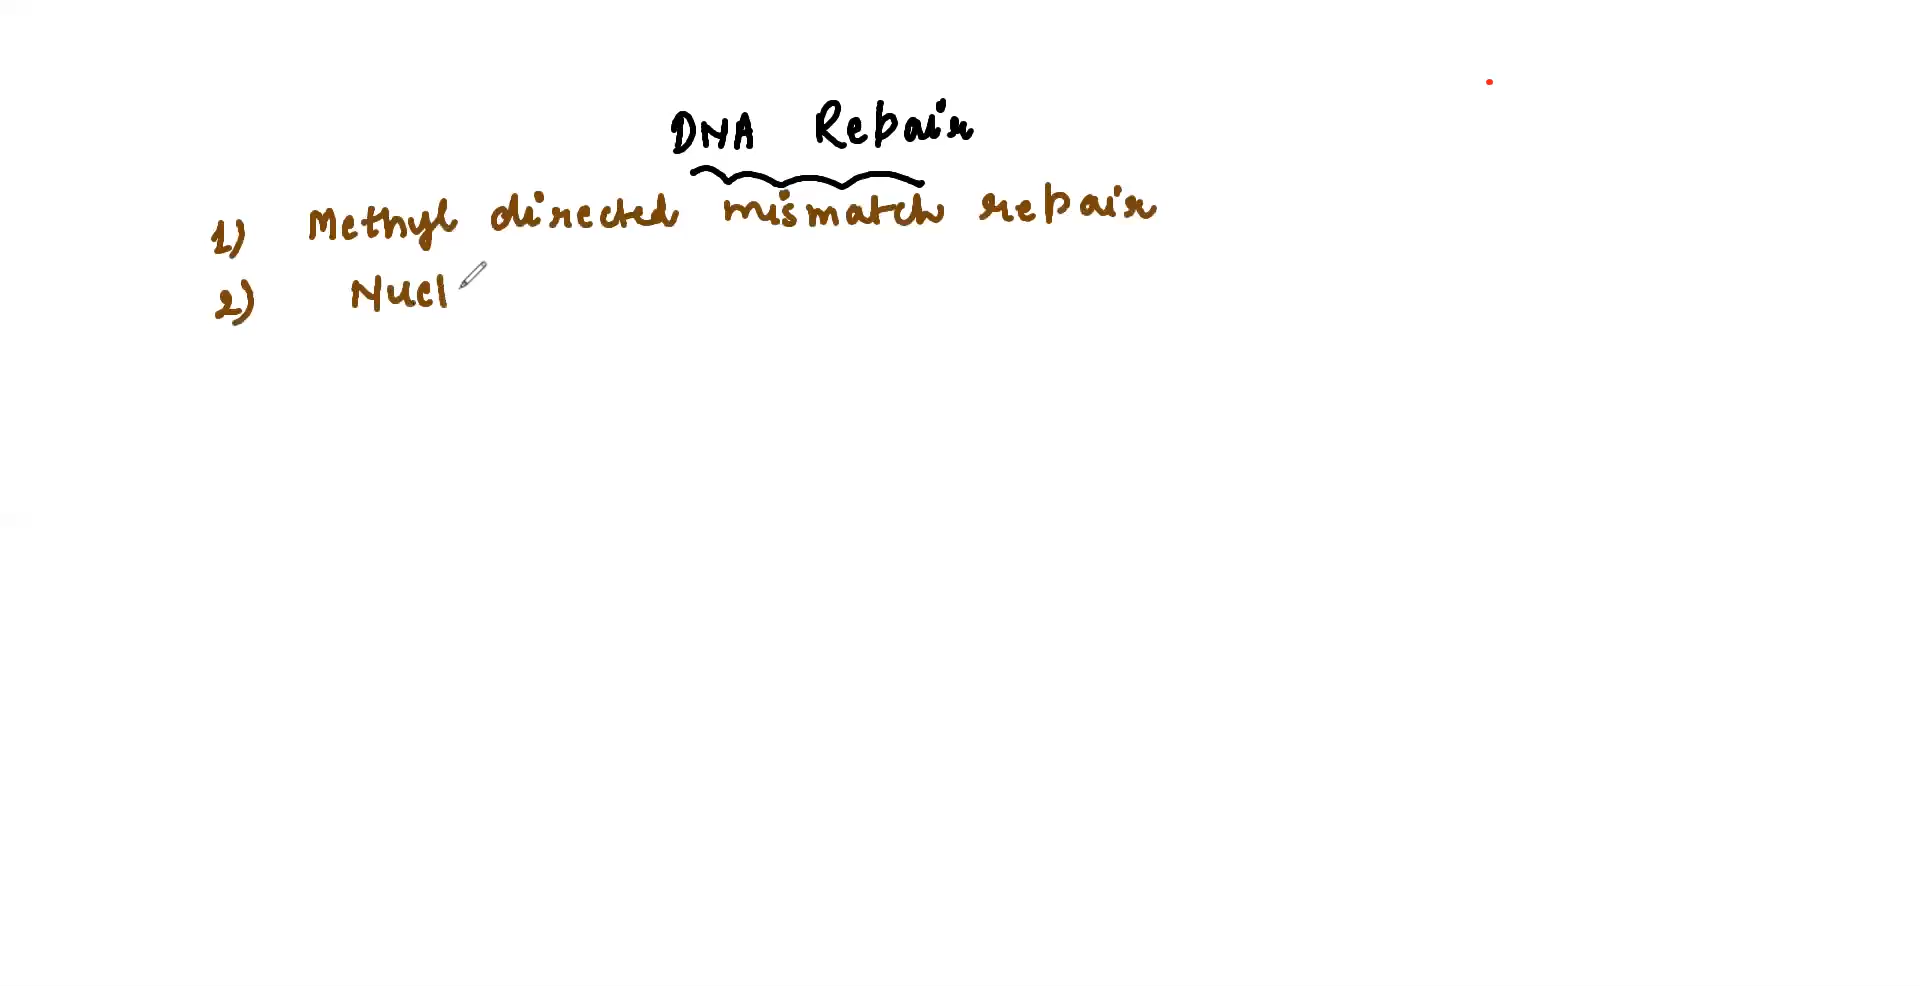 DNA Repair
1) Methyl directed mismatch repair
2) Nucl